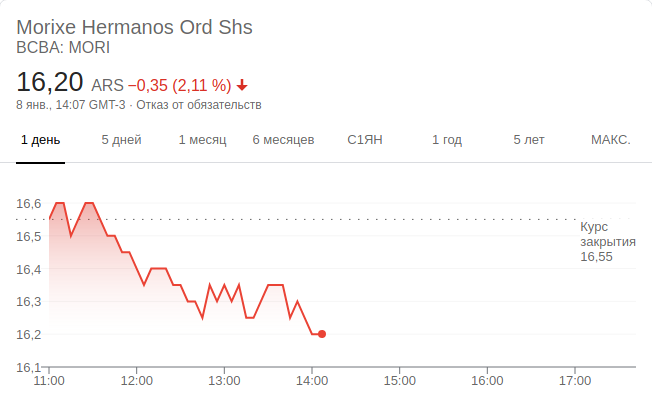 Morixe Hermanos Ord Shs
BCBA: MORI
16,20 ARS −0,35 (2,11 %)
8 янв., 14:07 GMT-3 · Отказ от обязательств
1 день 5 дней 1 месяц 6 месяцев С1ЯН 1 год 5 лет МАКС.
16,6
Курс
16,5
закрытия
16,55
16,4
16,3
16,2
16,1
11:00 12:00 13:00 14:00 15:00 16:00 17:00